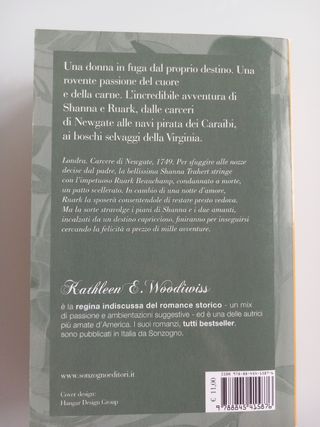 Una donna in fuga dal proprio destino. Una
rovente passione del cuore
e della carne. L'incredibile avventura di
Shanna e Ruark, dalle carceri
di Newgate alle navi pirata dei Caraibi,
ai boschi selvaggi della Virginia.
Londra. Carcere di Newgate, 1749. Per sfuggire alle nozze
decise dal padre, la bellissima Shanna Trahert stringe
con l'impetuoso Ruark Beauchamp, condannato a morte,
un patto scellerato. In cambio di una notte d'amore,
Ruark la sposerà consentendole di restare presto vedova.
Ma la sorte stravolge i piani di Shanna e i due amanti,
incalzati da un destino capriccioso, finiranno per inseguirsi
cercando la felicità a prezzo di mille avventure.
Kathleen E. Woodiwiss
è la regina indiscussa del romance storico - un mix
di passione e ambientazioni suggestive - ed è una delle autrici
più amate d'America. I suoi romanzi, tutti bestseller,
sono pubblicati in Italia da Sonzogno.
www.sonzognoeditori.it
Cover design:
Hangar Design Group
€ 11,00
9 788845 415876